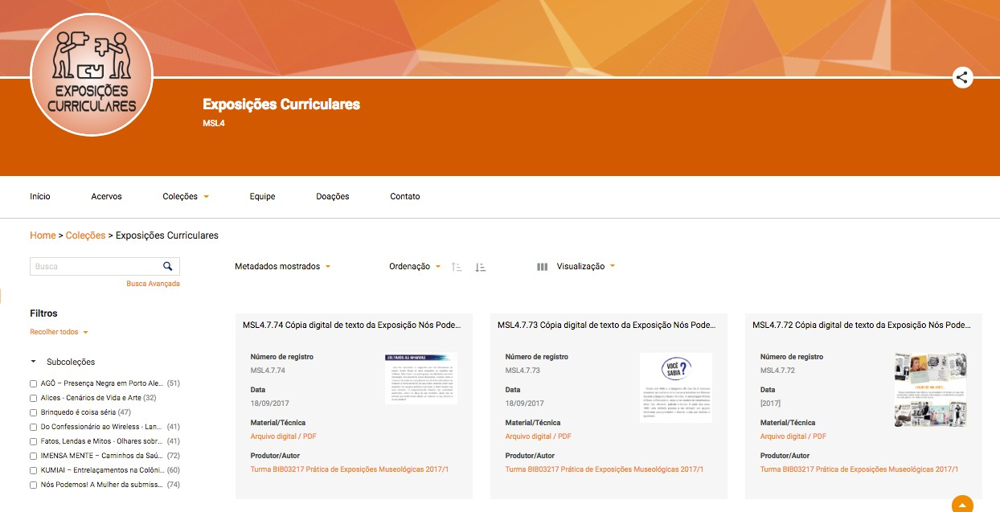 EXPOSIÇÕES
CURRICULARES
Exposições Curriculares
MSL4
Início Acervos Coleções Equipe Doações Contato
Home > Coleções > Exposições Curriculares
Busca
Metadados mostrados Ordenação Visualização
Busca Avançada
Filtros
Recolher todos
Subcoleções
AGÔ – Presença Negra em Porto Ale... (51)
Alices - Cenários de Vida e Arte (32)
Brinquedo é coisa séria (47)
Do Confessionário ao Wireless - Lan... (41)
Fatos, Lendas e Mitos - Olhares sobr... (41)
IMENSA MENTE – Caminhos da Saú... (72)
KUMIAI – Entrelaçamentos na Colôni... (60)
Nós Podemos! A Mulher da submiss... (74)
MSL4.7.74 Cópia digital de texto da Exposição Nós Pode...
Número de registro
MSL4.7.74
Data
18/09/2017
Material/Técnica
Arquivo digital / PDF
Produtor/Autor
Turma BIB03217 Prática de Exposições Museológicas 2017/1
SOLTANDO AS AMARRAS
MSL4.7.73 Cópia digital de texto da Exposição Nós Pode...
Número de registro
MSL4.7.73
Data
18/09/2017
Material/Técnica
Arquivo digital / PDF
Produtor/Autor
Turma BIB03217 Prática de Exposições Museológicas 2017/1
VOCÊ
SABIA ?
MSL4.7.72 Cópia digital de texto da Exposição Nós Pode...
Número de registro
MSL4.7.72
Data
[2017]
Material/Técnica
Arquivo digital / PDF
Produtor/Autor
Turma BIB03217 Prática de Exposições Museológicas 2017/1